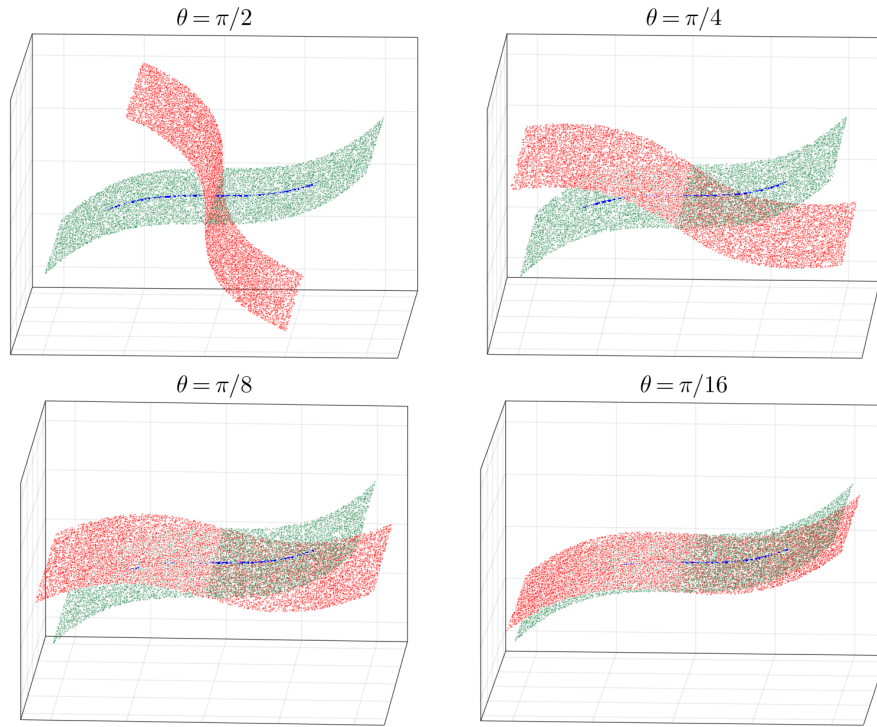 θ = π/2
θ = π/4
θ = π/8
θ = π/16